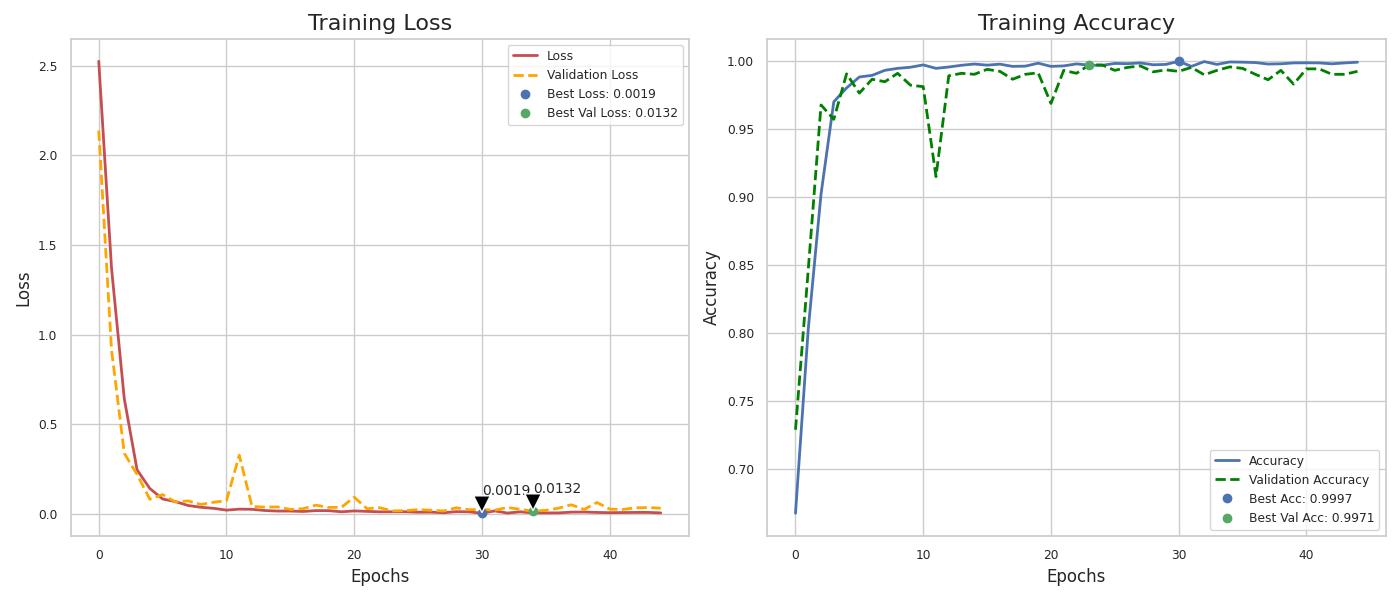 Training Loss
Loss
Validation Loss
Best Loss: 0.0019
Best Val Loss: 0.0132
2.5
2.0
1.5
1.0
0.5
0.0
Loss
0.0019
0.0132
0
10
20
30
40
Epochs
Training Accuracy
1.00
0.95
0.90
0.85
0.80
0.75
0.70
Accuracy
Accuracy
Validation Accuracy
Best Acc: 0.9997
Best Val Acc: 0.9971
0
10
20
30
40
Epochs